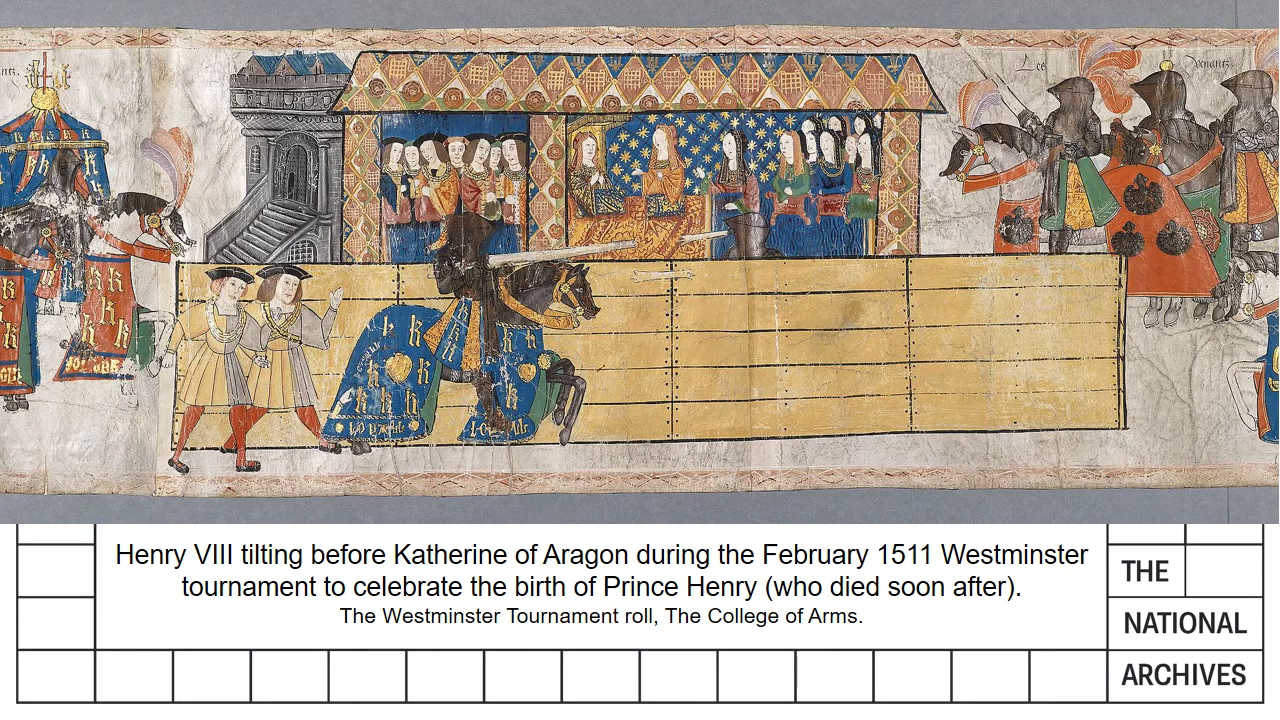 Henry VIII tilting before Katherine of Aragon during the February 1511 Westminster
tournament to celebrate the birth of Prince Henry (who died soon after).
The Westminster Tournament roll, The College of Arms.
THE
NATIONAL
ARCHIVES